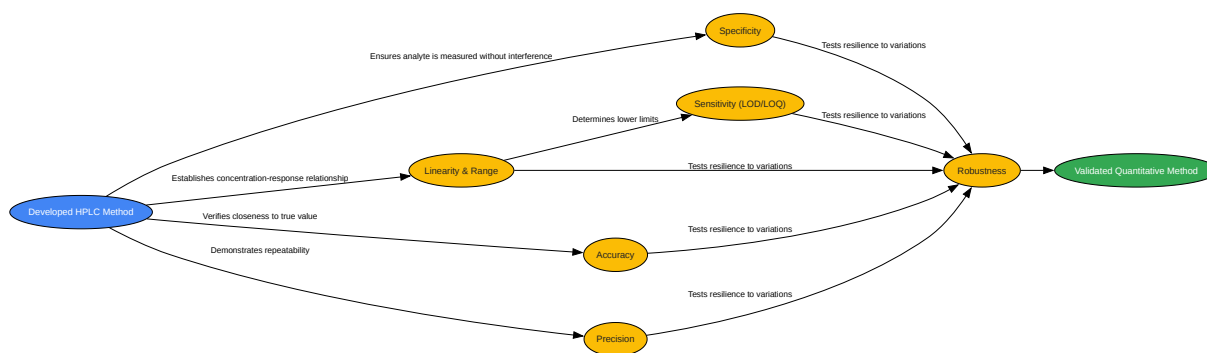 Specificity
Tests resilience to variations
Ensures analyte is measured without interference
Sensitivity (LOD/LOQ)
Determines lower limits
Tests resilience to variations
Linearity & Range
Tests resilience to variations
Robustness
Validated Quantitative Method
Establishes concentration-response relationship
Developed HPLC Method
Verifies closeness to true value
Tests resilience to variations
Demonstrates repeatability
Accuracy
Tests resilience to variations
Precision